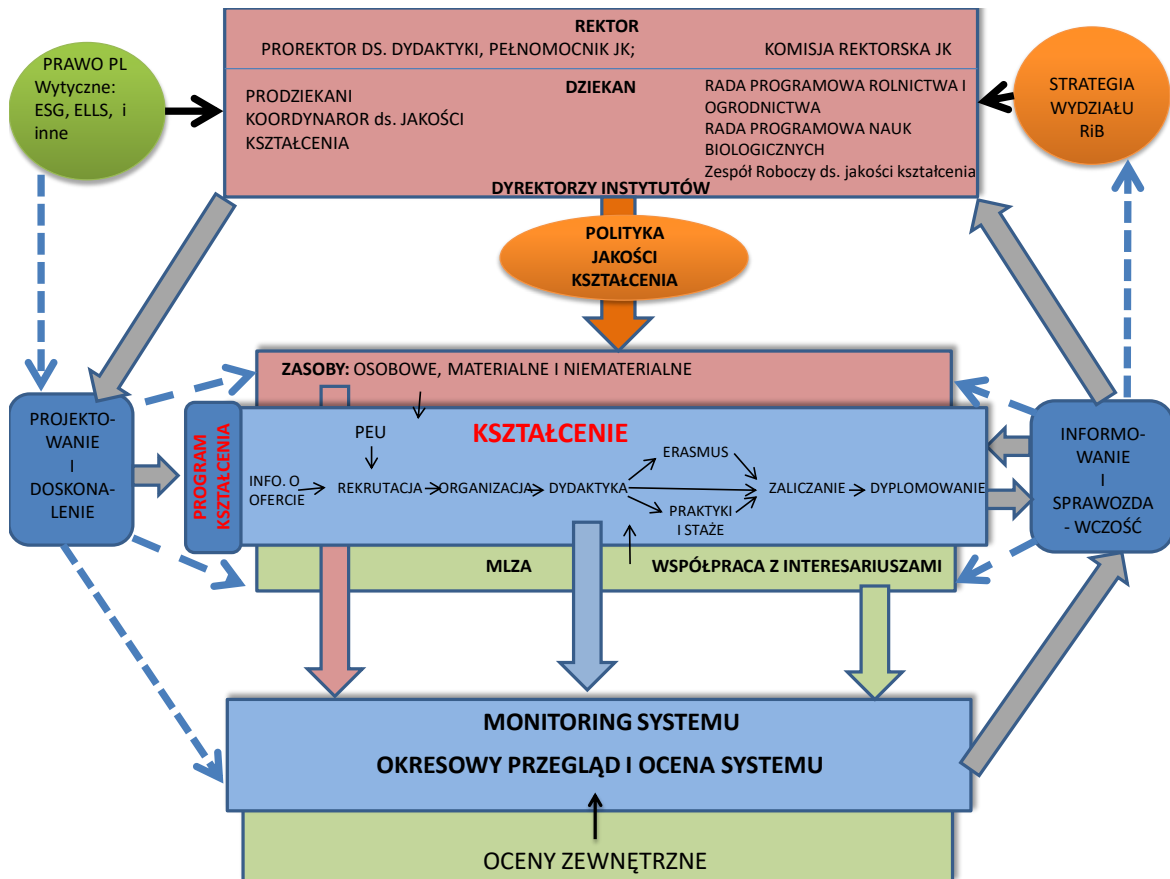 REKTOR
PROREKTOR DS. DYDAKTYKI, PEŁNOMOCNIK JK;
KOMISJA REKTORSKA JK
PRAWO PL
Wytyczne:
ESG, ELLS, i
inne
DZIEKAN
PRODZIEKANI
KOORDYNAROR ds. JAKOŚCI
KSZTAŁCENIA
RADA PROGRAMOWA ROLNICTWA I
OGRODNICTWA
RADA PROGRAMOWA NAUK
BIOLOGICZNYCH
Zespół Roboczy ds. jakości kształcenia
DYREKTORZY INSTYTUTÓW
STRATEGIA
WYDZIAŁU
RiB
POLITYKA
JAKOŚCI
KSZTAŁCENIA
ZASOBY: OSOBOWE, MATERIALNE I NIEMATERIALNE
PROJEKTO-
WANIE
I
DOSKONA-
LENIE
PROGRAM
KSZTAŁCENIA
KSZTAŁCENIE
PEU
INFO. O
OFERCIE
REKRUTACJA
ORGANIZACJA
DYDAKTYKA
ERASMUS
PRAKTYKI
I STAŻE
ZALICZANIE
DYPLOMOWANIE
INFORMO-
WANIE
I
SPRAWOZDA
- WCZOŚĆ
MLZA
WSPÓŁPRACA Z INTERESARIUSZAMI
MONITORING SYSTEMU
OKRESOWY PRZEGLĄD I OCENA SYSTEMU
OCENY ZEWNĘTRZNE